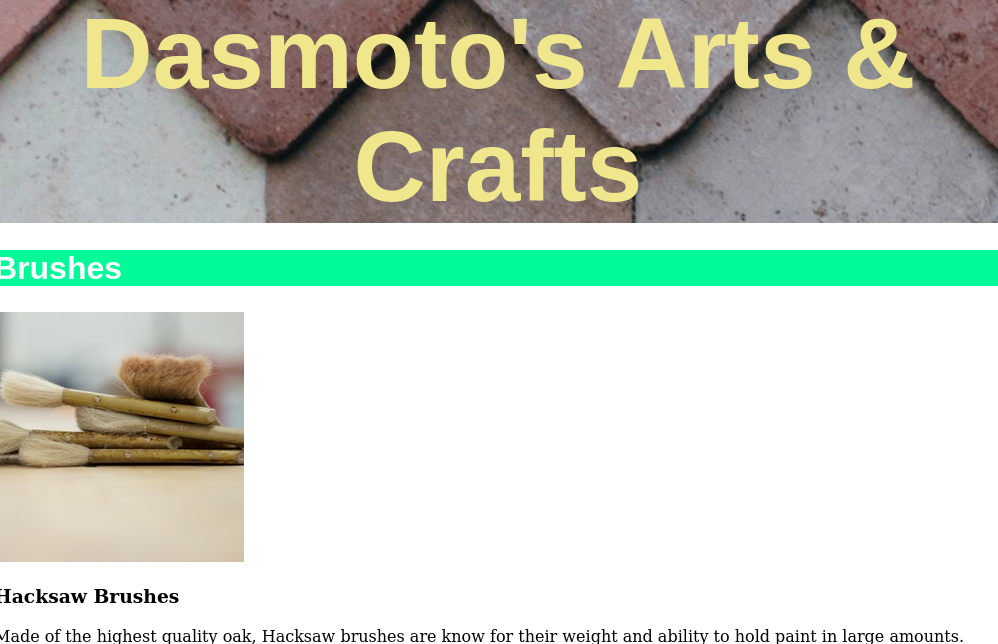 Dasmoto's Arts &
Crafts
Brushes
Hacksaw Brushes
Made of the highest quality oak, Hacksaw brushes are know for their weight and ability to hold paint in large amounts.